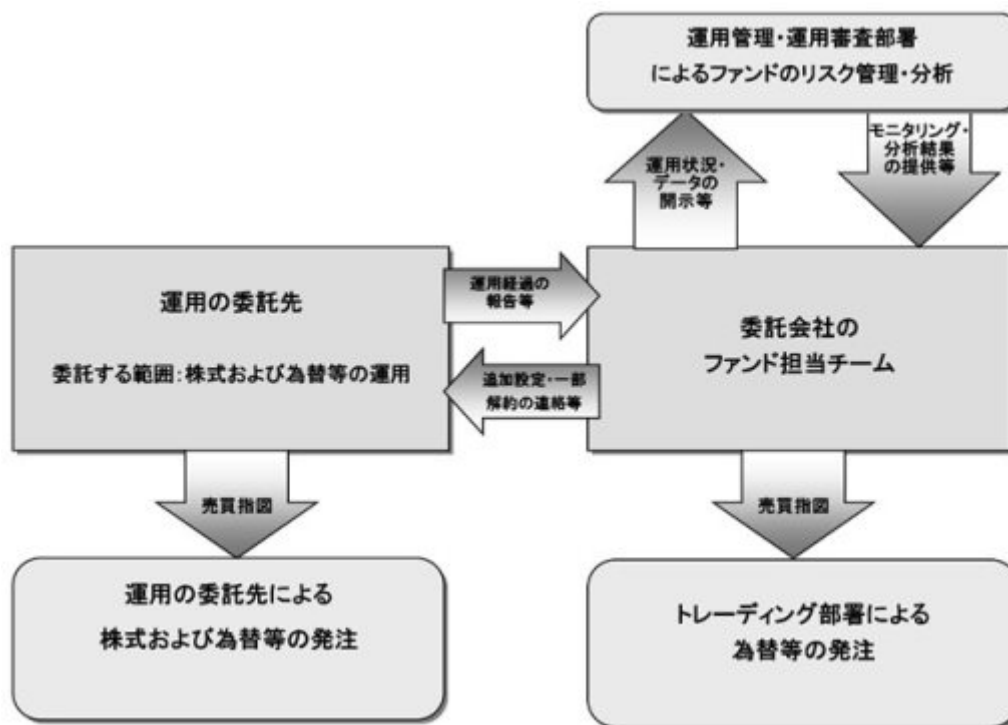 運用管理・運用審査部署
によるファンドのリスク管理・分析
運用状況・
データの
開示等
モニタリング・
分析結果
の提供等
運用の委託先
委託する範囲:株式および為替等の運用
運用経過の
報告等
追加設定・一部
解約の連絡等
委託会社の
ファンド担当チーム
売買指図
売買指図
運用の委託先による
株式および為替等の発注
トレーディング部署による
為替等の発注